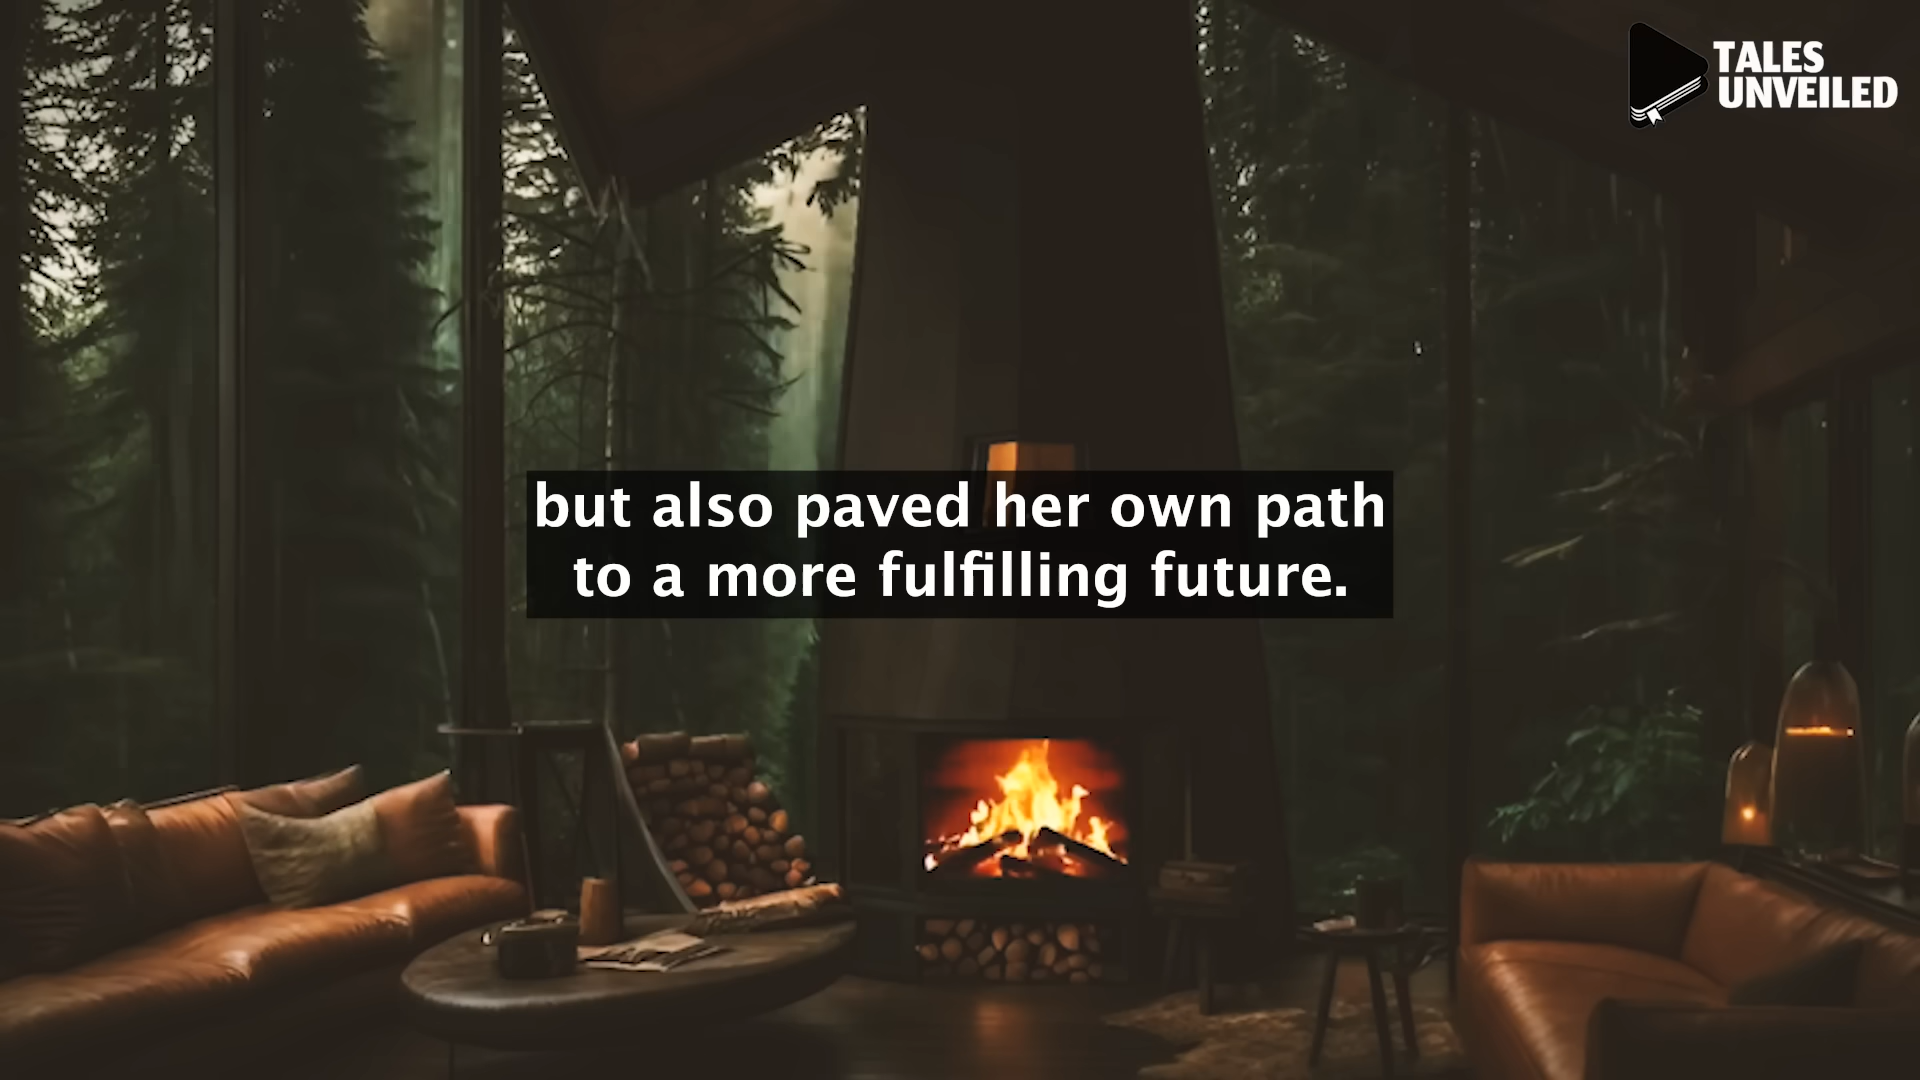 TALES
UNVEILED
but also paved her own path
to a more fulfilling future.